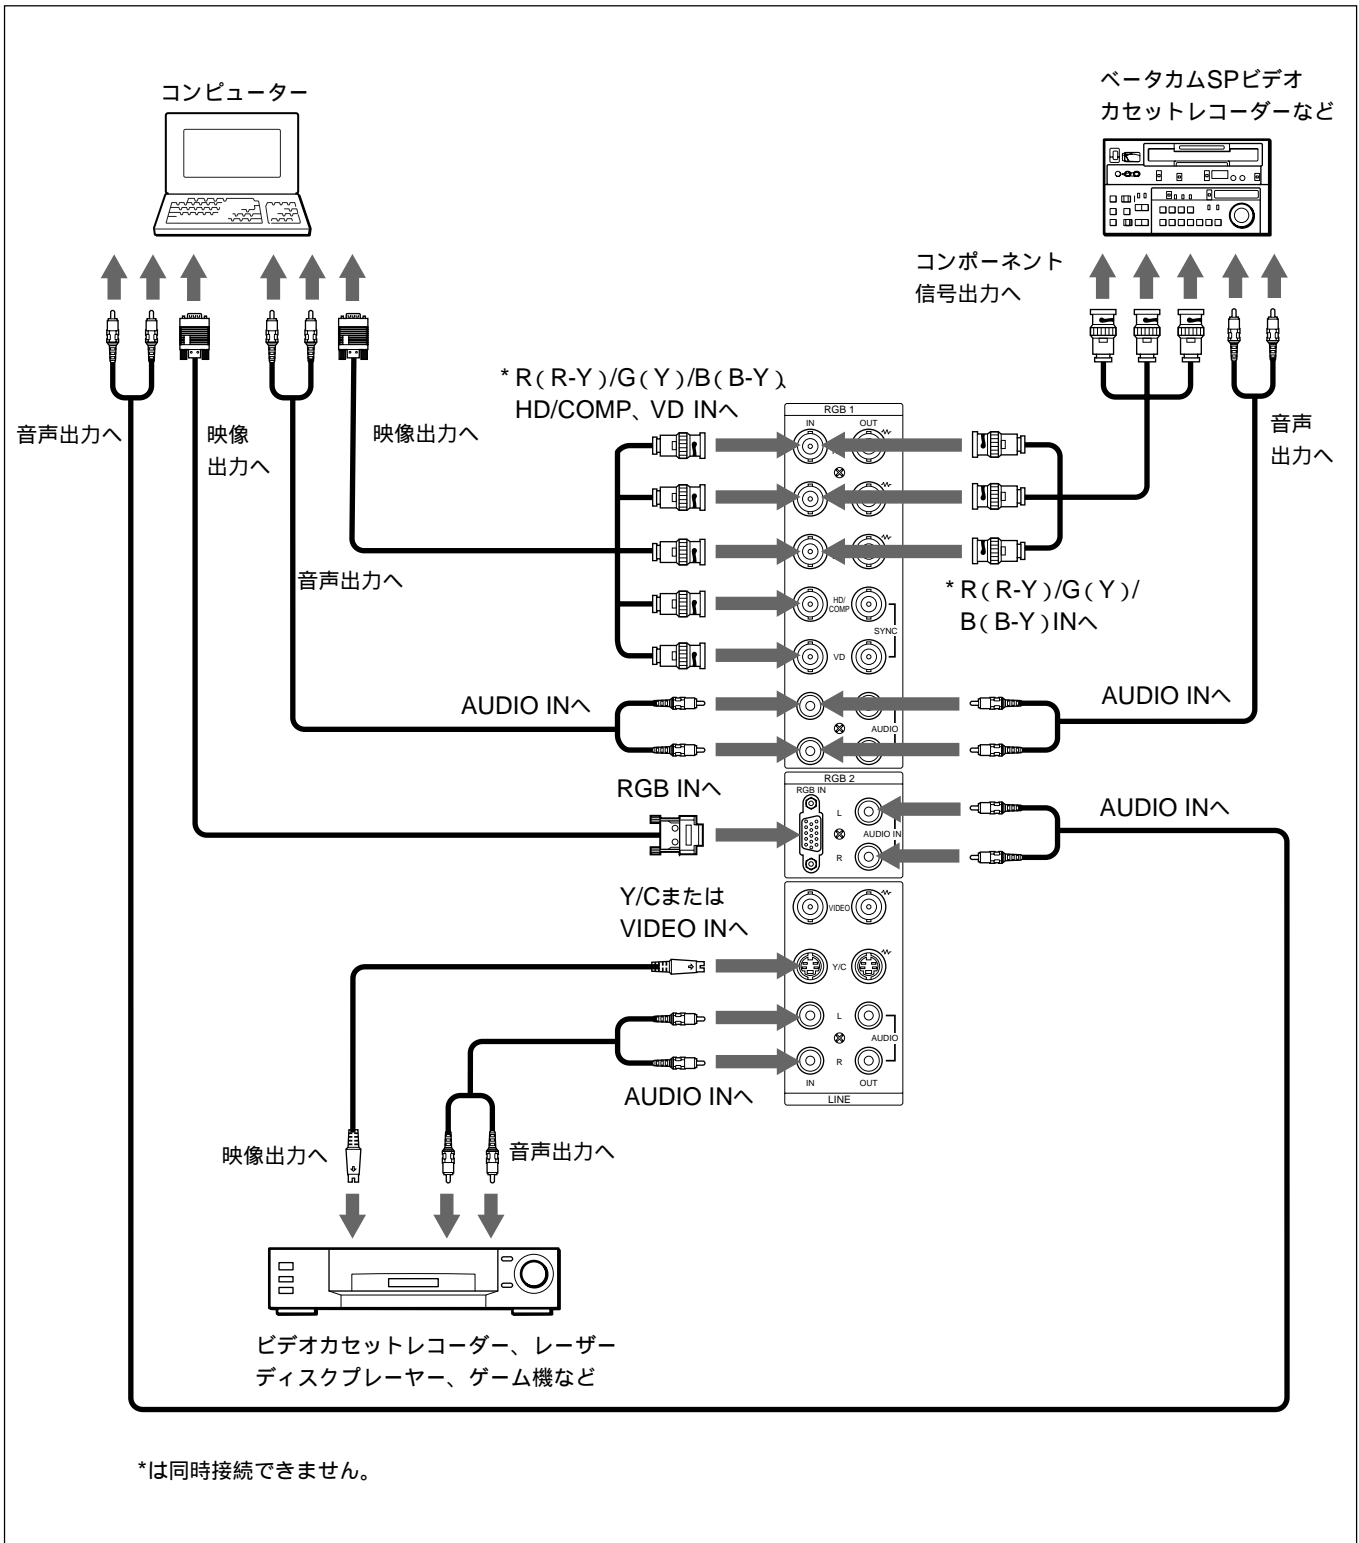 コンピューター
ベータカムSPビデオ
カセットレコーダーなど
コンポーネント
信号出力へ
音声出力へ
映像
出力へ
映像出力へ
音声出力へ
* R(R-Y)/G(Y)/B(B-Y)、
HD/COMP、VD INへ
音声
出力へ
* R(R-Y)/G(Y)/
B(B-Y)INへ
RGB 1
IN
OUT
HD/
COMP
SYNC
VD
AUDIO
AUDIO INへ
AUDIO INへ
RGB INへ
RGB 2
RGB IN
L
AUDIO IN
R
AUDIO INへ
Y/Cまたは
VIDEO INへ
VIDEO
Y/C
L
AUDIO
R
IN
OUT
LINE
AUDIO INへ
映像出力へ
音声出力へ
ビデオカセットレコーダー、レーザー
ディスクプレーヤー、ゲーム機など
*は同時接続できません。